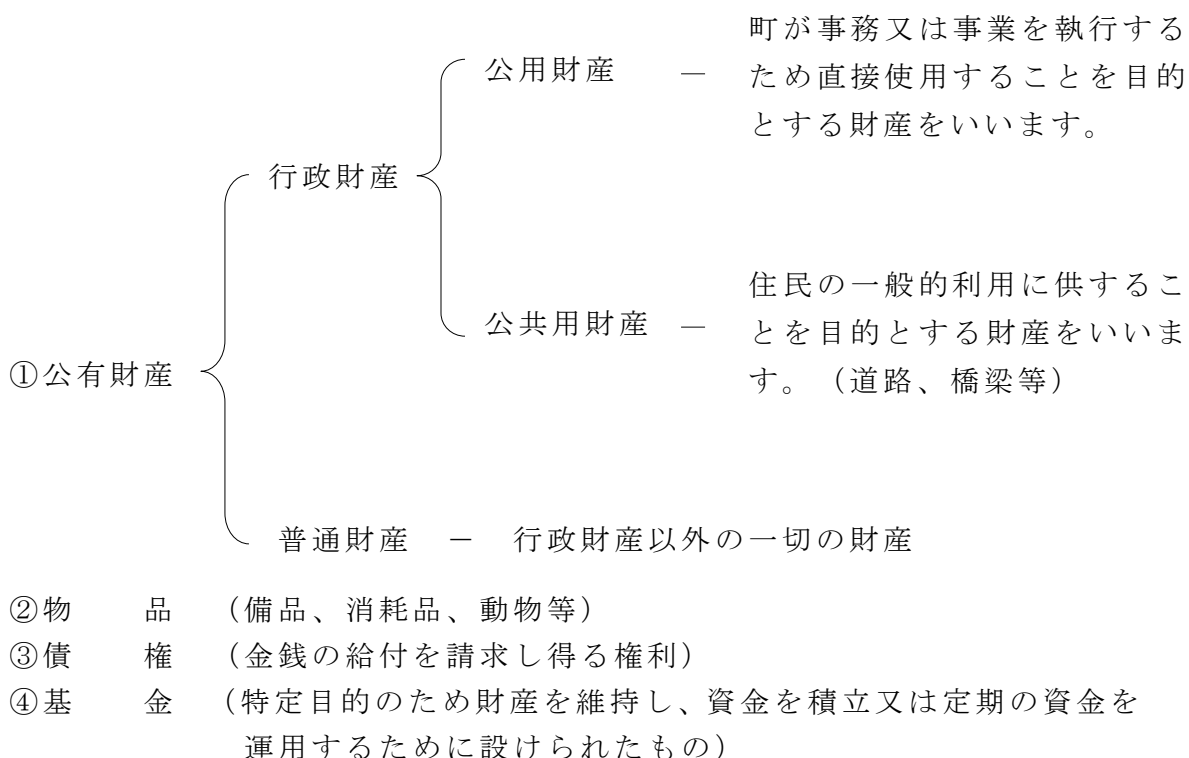 町が事務又は事業を執行する
公用財産 － ため直接使用することを目的
とする財産をいいます。
行政財産
住民の一般的利用に供するこ
公共用財産 － とを目的とする財産をいいま
す。（道路、橋梁等）
①公有財産
普通財産 － 行政財産以外の一切の財産
②物　　品 （備品、消耗品、動物等）
③債　　権 （金銭の給付を請求し得る権利）
④基　　金 （特定目的のため財産を維持し、資金を積立又は定期の資金を
運用するために設けられたもの）